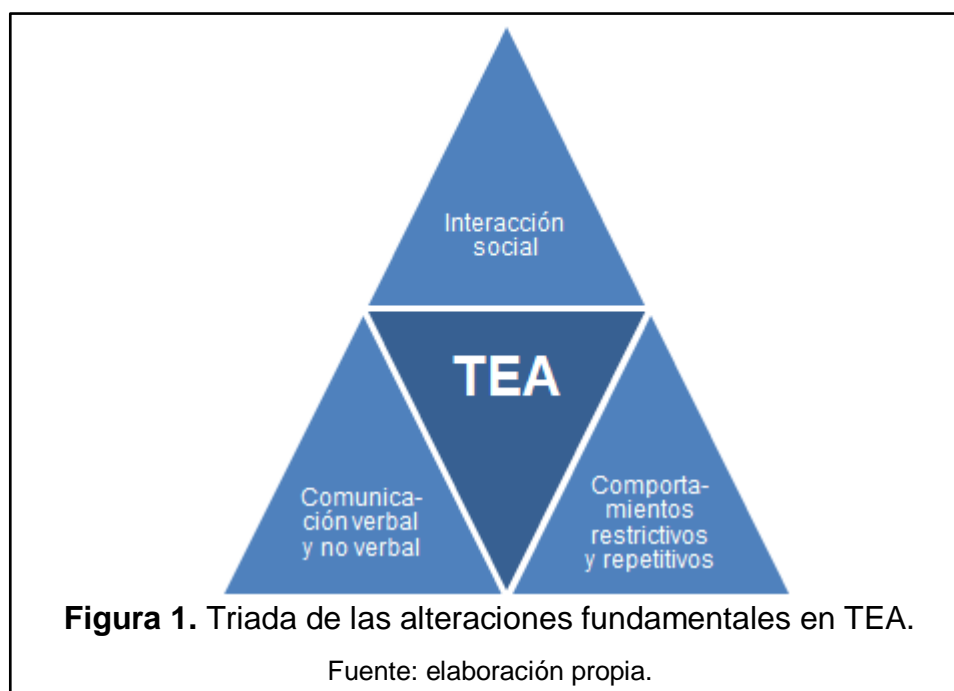 Interacción
social
TEA
Comunica-
ción verbal
y no verbal
Comporta-
mientos
restrictivos
y repetitivos
Figura 1. Triada de las alteraciones fundamentales en TEA.
Fuente: elaboración propia.